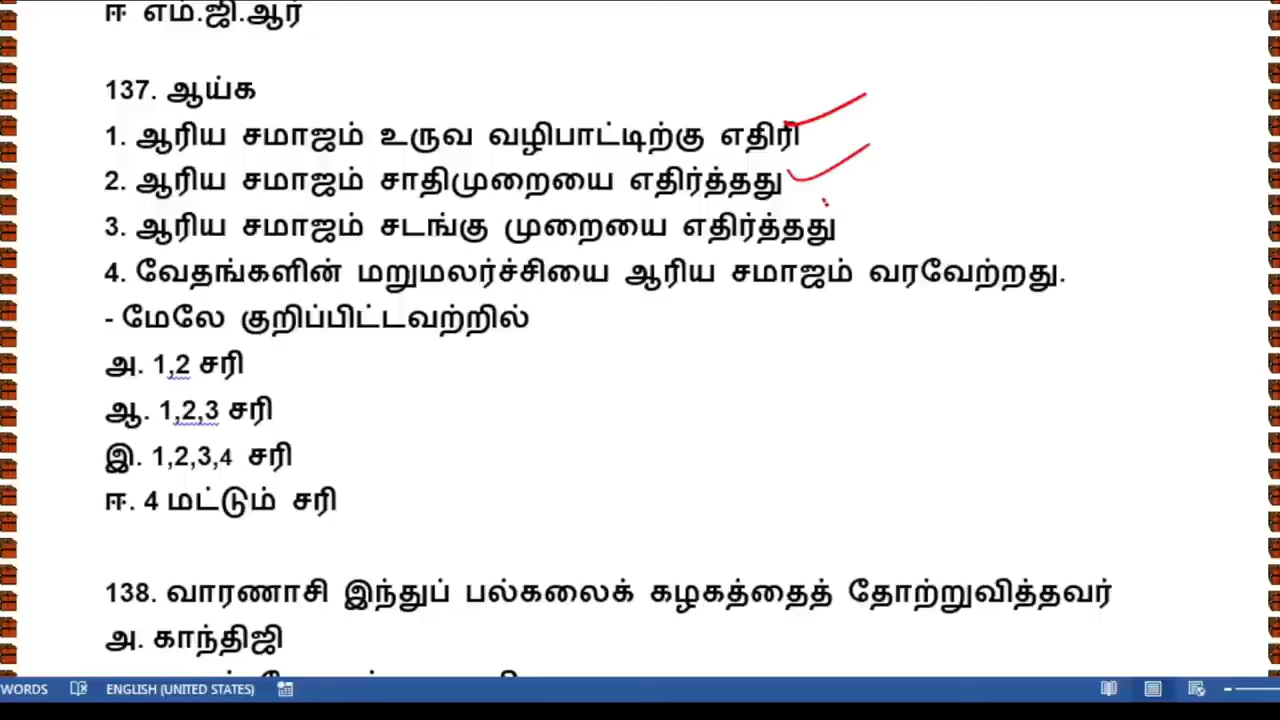 ஈ எம்.ஜி.ஆர்
137. ஆய்க
1. ஆரிய சமாஜம் உருவ வழிபாட்டிற்கு எதிரி
2. ஆரிய சமாஜம் சாதிமுறையை எதிர்த்தது
3. ஆரிய சமாஜம் சடங்கு முறையை எதிர்த்தது
4. வேதங்களின் மறுமலர்ச்சியை ஆரிய சமாஜம் வரவேற்றது.
- மேலே குறிப்பிட்டவற்றில்
அ. 1,2 சரி
ஆ. 1,2,3 சரி
இ. 1,2,3,4 சரி
ஈ. 4 மட்டும் சரி
138. வாரணாசி இந்துப் பல்கலைக் கழகத்தைத் தோற்றுவித்தவர்
அ. காந்திஜி
WORDS ENGLISH (UNITED STATES)